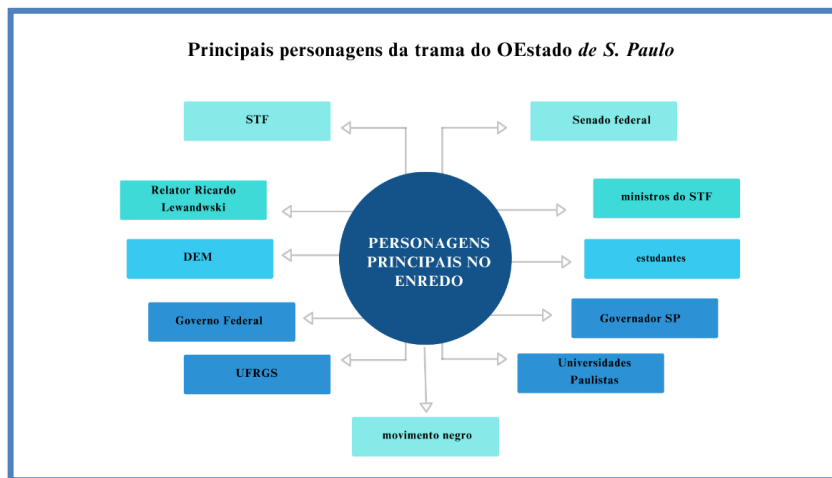 Principais personagens da trama do OEstado de S. Paulo
STF
Senado federal
Relator Ricardo
Lewandwski
ministros do STF
DEM
PERSONAGENS
PRINCIPAIS NO
ENREDO
estudantes
Governo Federal
Governador SP
UFRGS
Universidades
Paulistas
movimento negro